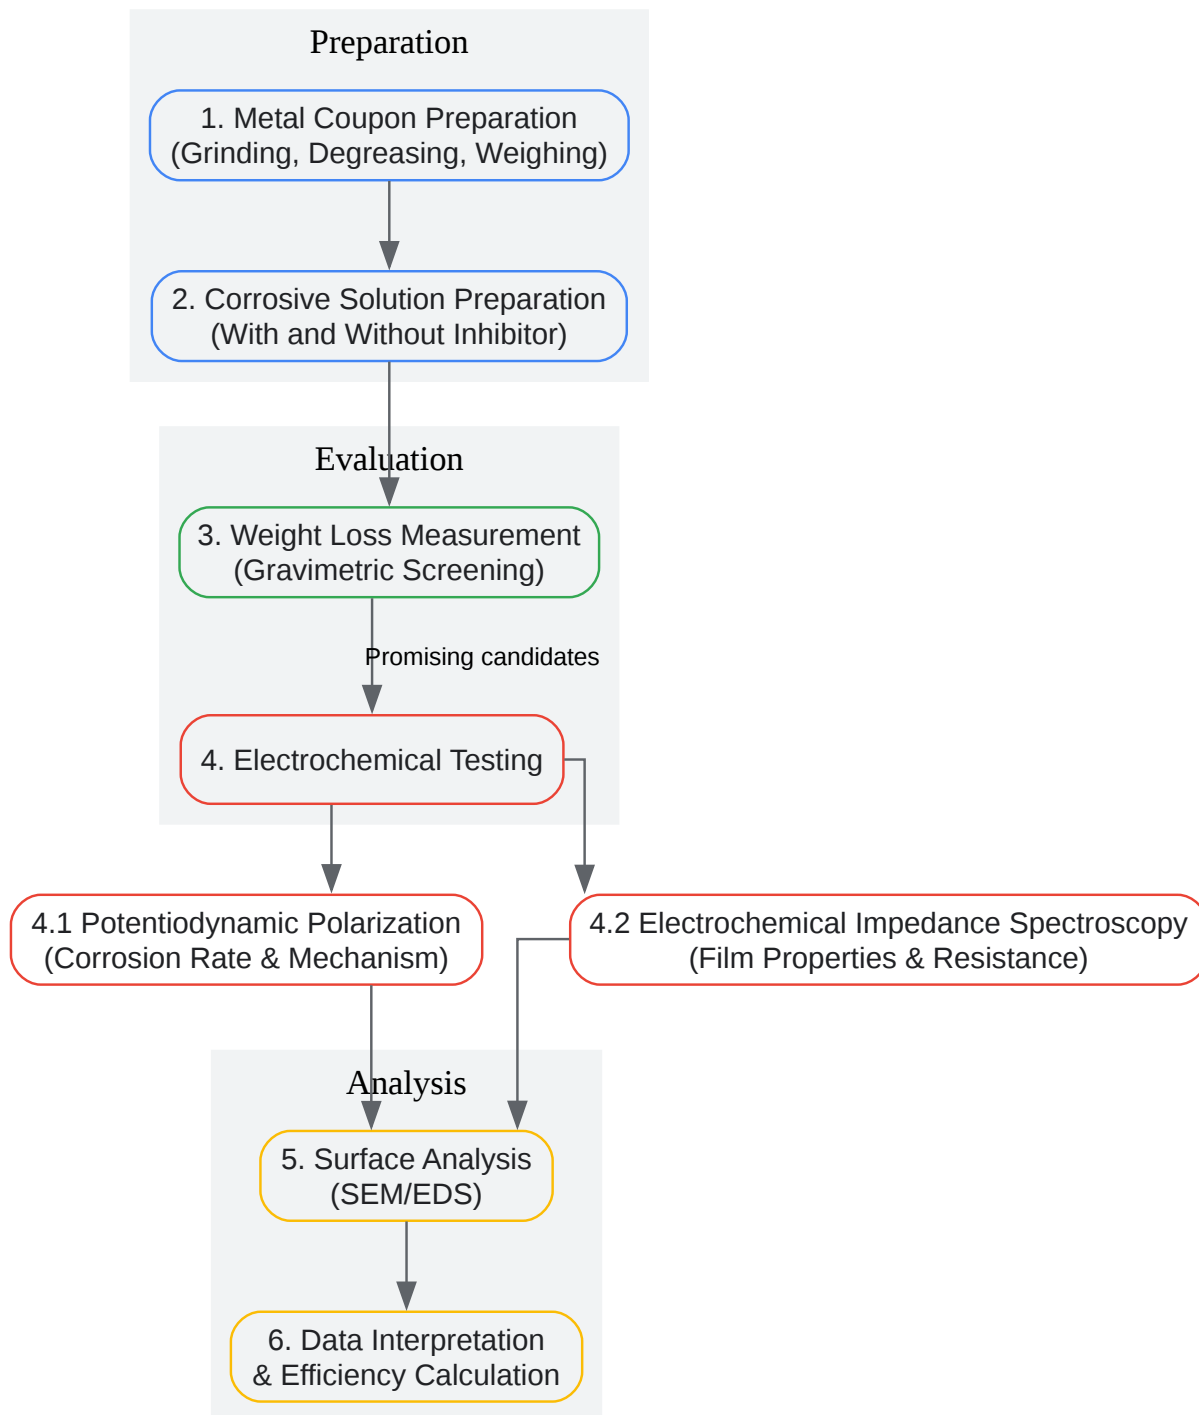 Preparation
1. Metal Coupon Preparation
(Grinding, Degreasing, Weighing)
2. Corrosive Solution Preparation
(With and Without Inhibitor)
Evaluation
3. Weight Loss Measurement
(Gravimetric Screening)
Promising candidates
4. Electrochemical Testing
4.1 Potentiodynamic Polarization
(Corrosion Rate & Mechanism)
4.2 Electrochemical Impedance Spectroscopy
(Film Properties & Resistance)
Analysis
5. Surface Analysis
(SEM/EDS)
6. Data Interpretation
& Efficiency Calculation